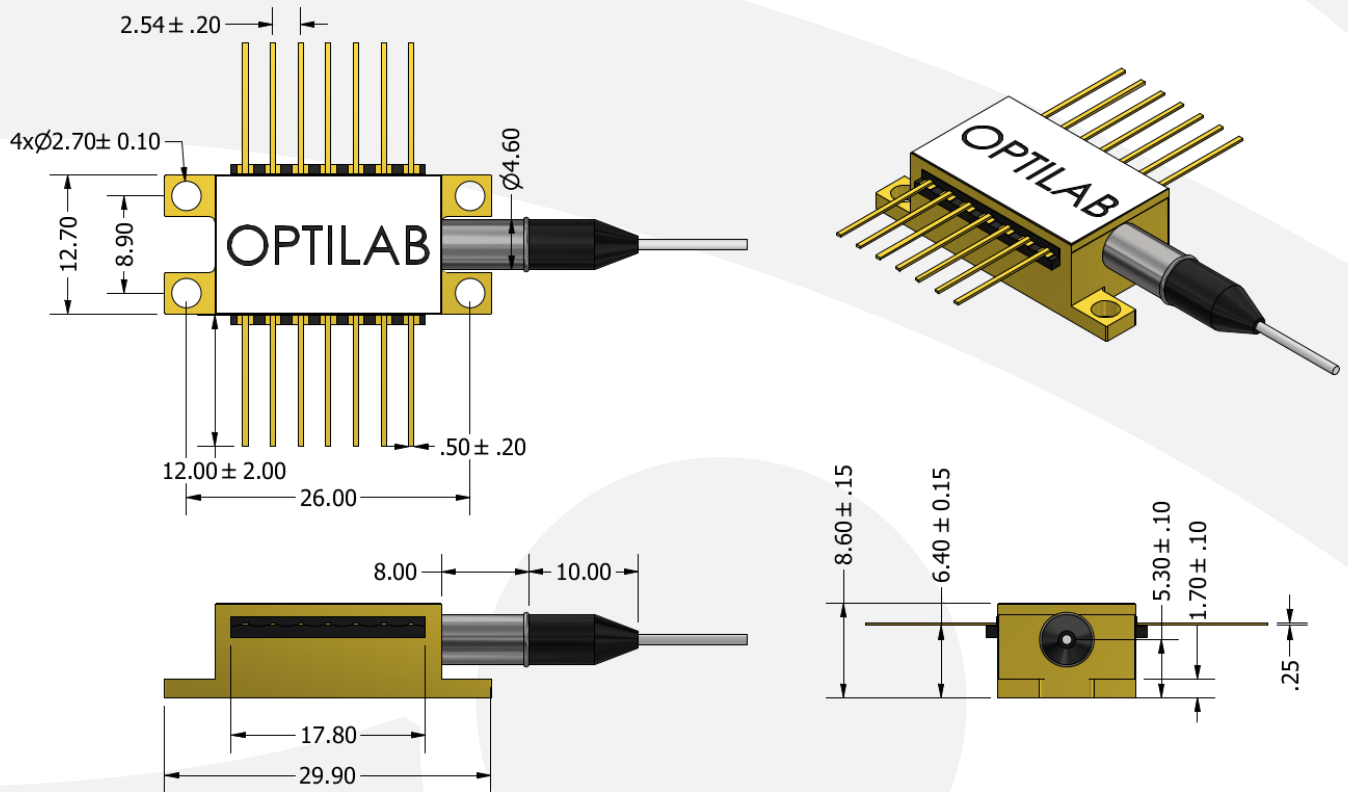 2.54 ± .20
4xØ2.70± 0.10
Ø4.60
12.70
8.90
OPTILAB
12.00 ± 2.00
.50 ± .20
26.00
OPTILAB
8.00
10.00
17.80
29.90
8.60 ± .15
6.40 ± 0.15
5.30 ± .10
1.70 ± .10
.25